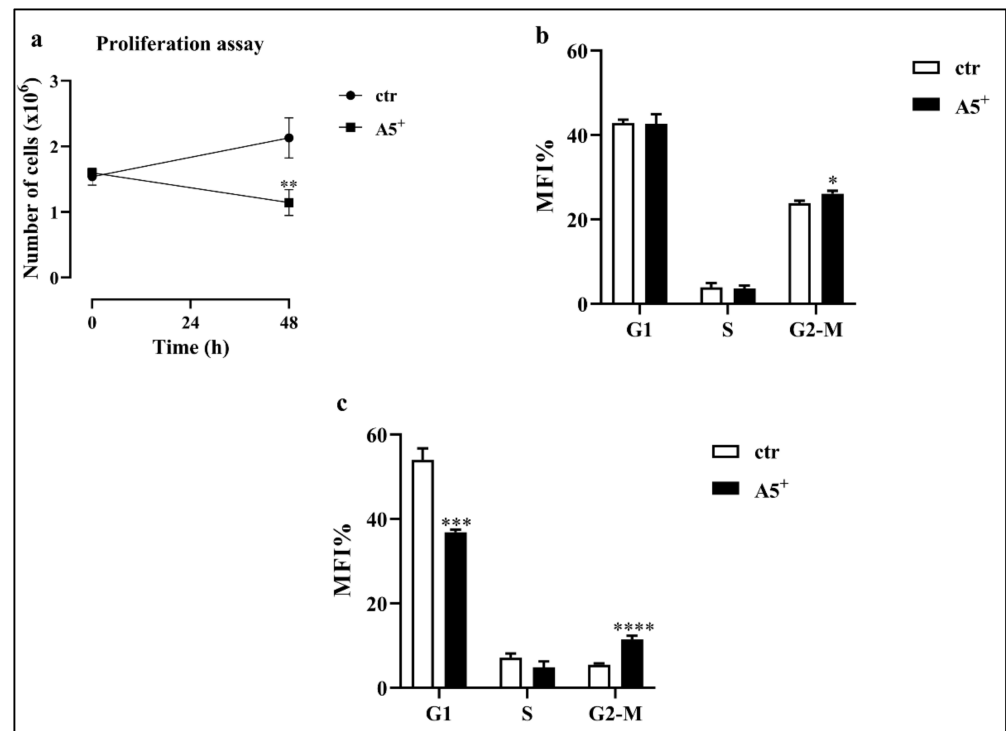 a
Proliferation assay
Number of cells (x10⁶)
3
2
1
0
**
0 24 48
Time (h)
ctr
A5⁺
b
MFI%
60
40
20
0
*
G1 S G2-M
ctr
A5⁺
c
MFI%
60
40
20
0
***
****
G1 S G2-M
ctr
A5⁺